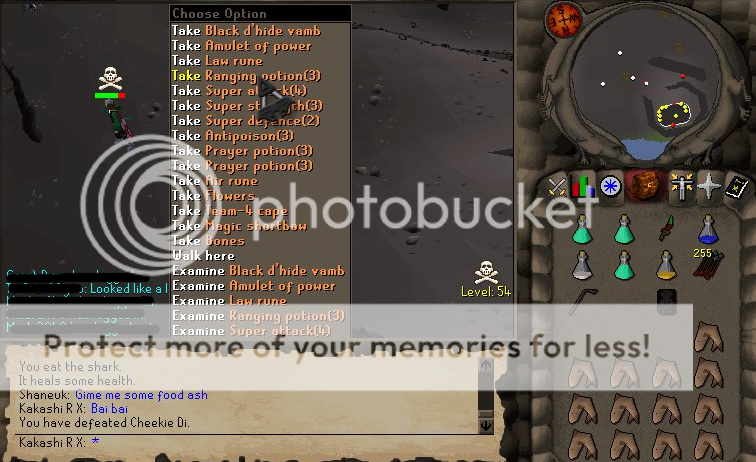 Choose Option
Take Black d'hide vamb
Take Amulet of power
Take Law rune
Take Ranging potion(3)
Take Super attack(4)
Take Super strength(3)
Take Super defence(2)
Take Antipoison(3)
Take Prayer potion(3)
Take Prayer potion(3)
Take Air rune
Take Flowers
Take Team-4 cape
Take Magic shortbow
Take Bones
Walk here
Examine Black d'hide vamb
Examine Amulet of power
Examine Law rune
Examine Ranging potion(3)
Examine Super attack(4)
photobucket
255
Level: 54
Looked like a l
Protect more of your memories for less!
You eat the shark.
It heals some health.
Shaneuk: Gime me some food ash
Kakashi R X: Bai bai
You have defeated Cheekie Di.
Kakashi R X: *